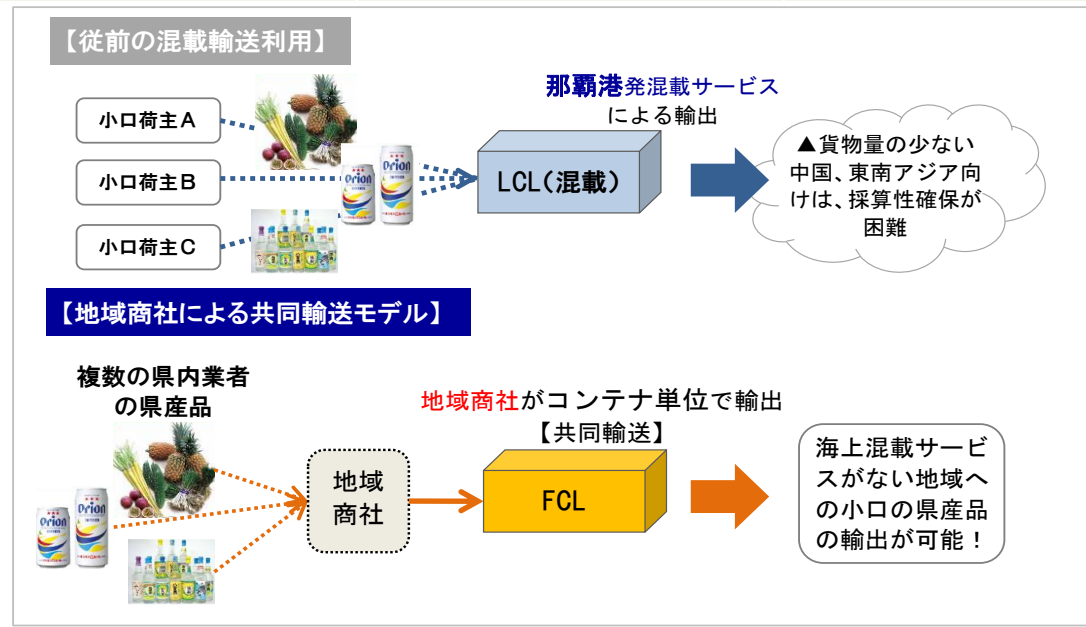 【従前の混載輸送利用】
小口荷主A
小口荷主B
小口荷主C
Orion
Orion
那覇港発混載サービス
による輸出
LCL(混載)
▲貨物量の少ない
中国、東南アジア向
けは、採算性確保が
困難
【地域商社による共同輸送モデル】
複数の県内業者
の県産品
Orion
Orion
地域
商社
地域商社がコンテナ単位で輸出
【共同輸送】
FCL
海上混載サービ
スがない地域へ
の小口の県産品
の輸出が可能！